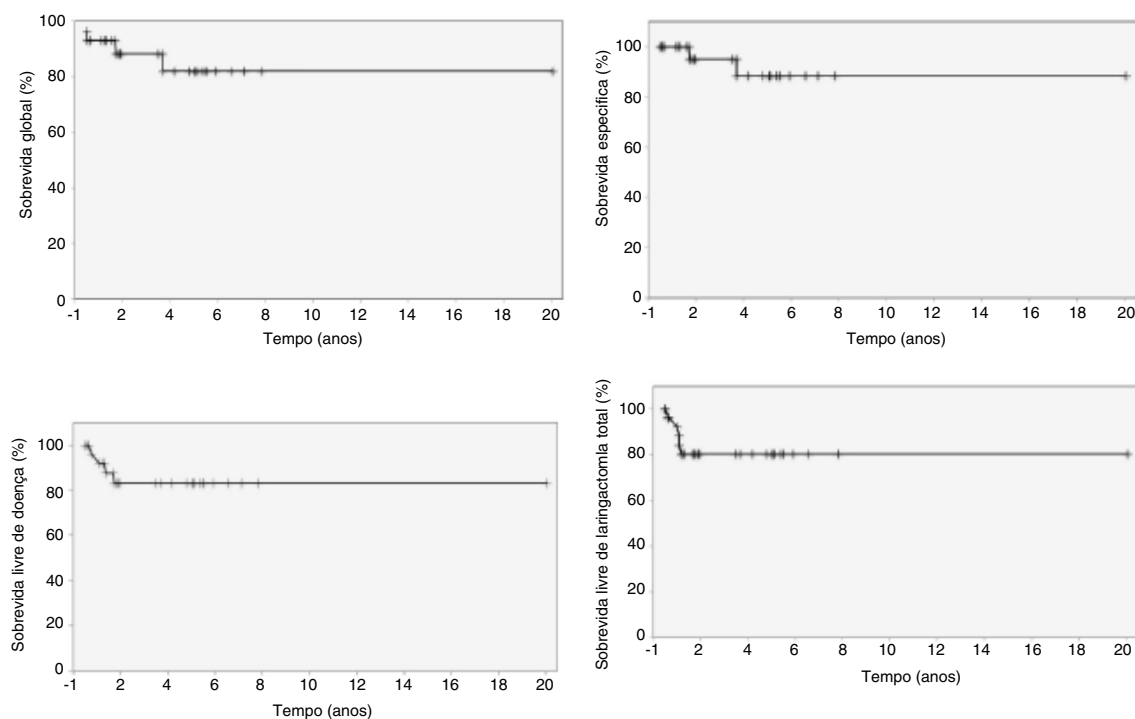 Sobrevida global (%)
100
80
60
40
20
0
-1 2 4 6 8 10 12 14 16 18 20
Tempo (anos)
Sobrevida especifica (%)
100
80
60
40
20
0
-1 2 4 6 8 10 12 14 16 18 20
Tempo (anos)
Sobrevida livre de doença (%)
100
80
60
40
20
0
-1 2 4 6 8 10 12 14 16 18 20
Tempo (anos)
Sobrevida livre de laringactomla total (%)
100
80
60
40
20
0
-1 2 4 6 8 10 12 14 16 18 20
Tempo (anos)